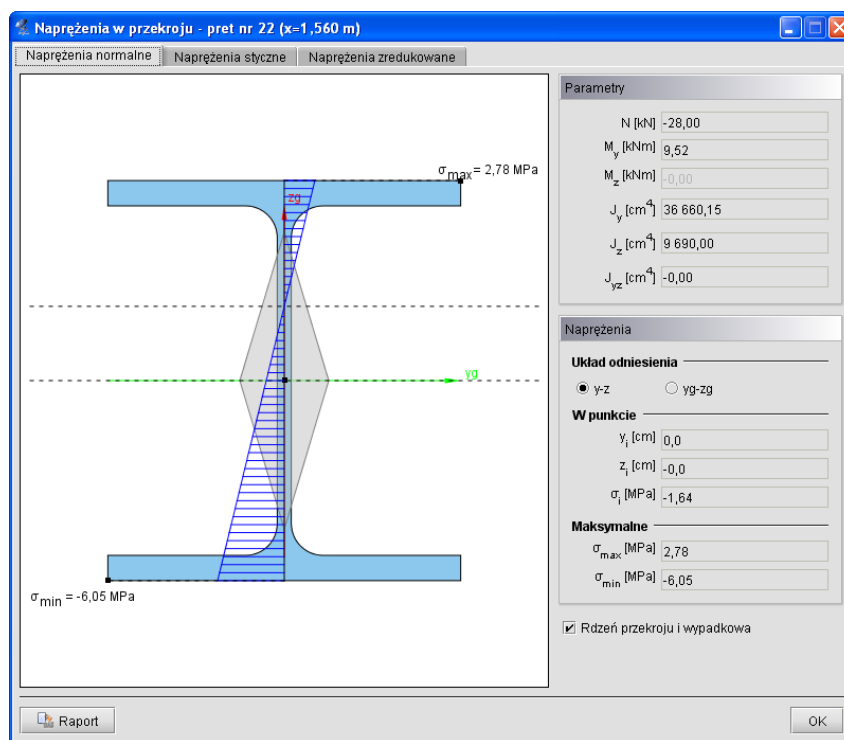 Naprężenia w przekroju - pret nr 22 (x=1,560 m)
Naprężenia normalne Naprężenia styczne Naprężenia zredukowane
σmax = 2,78 MPa
zg
yg
σmin = -6,05 MPa
Parametry
N [kN] -28,00
My [kNm] 9,52
Mz [kNm] -0,00
Jy [cm4] 36 660,15
Jz [cm4] 9 690,00
Jyz [cm4] -0,00
Naprężenia
Układ odniesienia
y-z yg-zg
W punkcie
yi [cm] 0,0
zi [cm] -0,0
σi [MPa] -1,64
Maksymalne
σmax [MPa] 2,78
σmin [MPa] -6,05
Rdzeń przekroju i wypadkowa
Raport OK